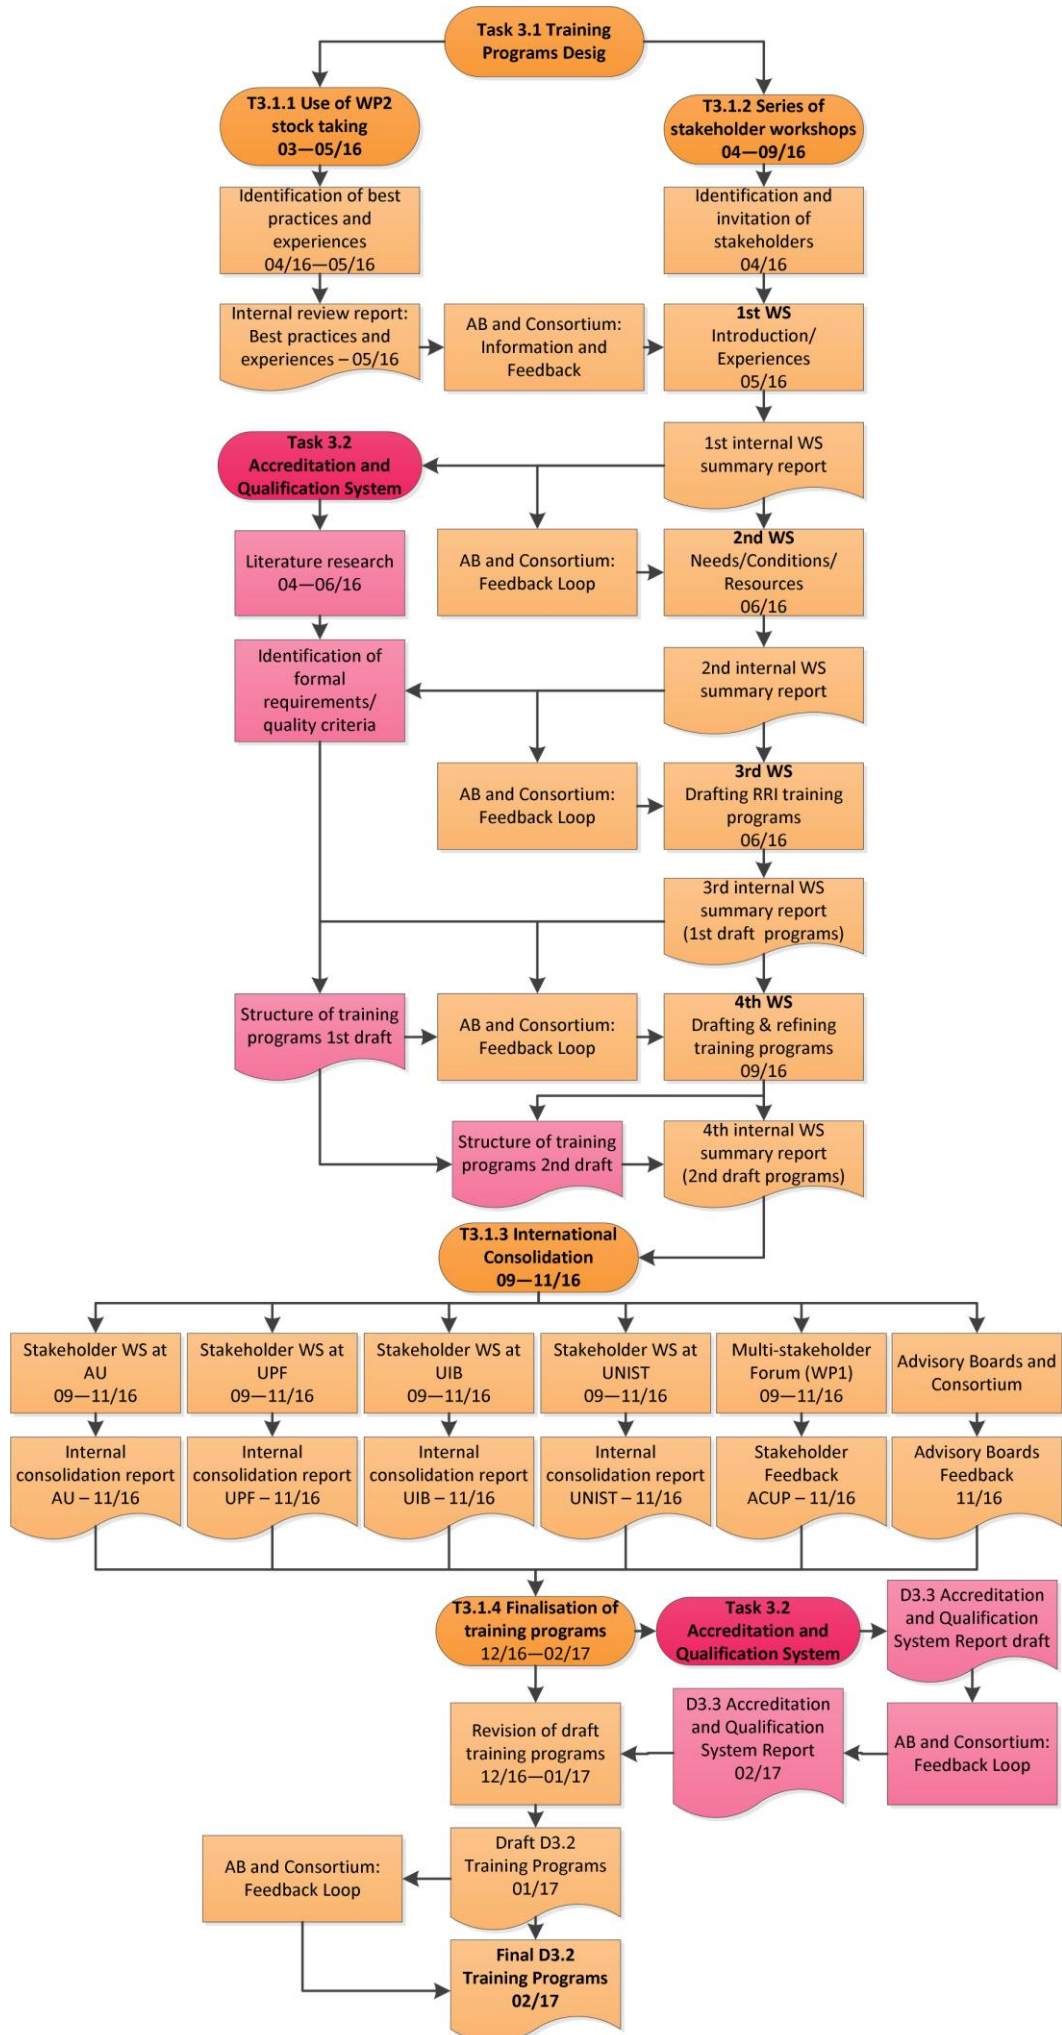 Task 3.1 Training
Programs Desig
T3.1.1 Use of WP2
stock taking
03—05/16
T3.1.2 Series of
stakeholder workshops
04—09/16
Identification of best
practices and
experiences
04/16—05/16
Identification and
invitation of
stakeholders
04/16
Internal review report:
Best practices and
experiences – 05/16
AB and Consortium:
Information and
Feedback
1st WS
Introduction/
Experiences
05/16
Task 3.2
Accreditation and
Qualification System
1st internal WS
summary report
Literature research
04—06/16
AB and Consortium:
Feedback Loop
2nd WS
Needs/Conditions/
Resources
06/16
Identification of
formal
requirements/
quality criteria
2nd internal WS
summary report
AB and Consortium:
Feedback Loop
3rd WS
Drafting RRI training
programs
06/16
3rd internal WS
summary report
(1st draft  programs)
Structure of training
programs 1st draft
AB and Consortium:
Feedback Loop
4th WS
Drafting & refining
training programs
09/16
Structure of training
programs 2nd draft
4th internal WS
summary report
(2nd draft programs)
T3.1.3 International
Consolidation
09—11/16
Stakeholder WS at
AU
09—11/16
Stakeholder WS at
UPF
09—11/16
Stakeholder WS at
UIB
09—11/16
Stakeholder WS at
UNIST
09—11/16
Multi-stakeholder
Forum (WP1)
09—11/16
Advisory Boards and
Consortium
Internal
consolidation report
AU – 11/16
Internal
consolidation report
UPF – 11/16
Internal
consolidation report
UIB – 11/16
Internal
consolidation report
UNIST – 11/16
Stakeholder
Feedback
ACUP – 11/16
Advisory Boards
Feedback
11/16
T3.1.4 Finalisation of
training programs
12/16—02/17
Task 3.2
Accreditation and
Qualification System
D3.3 Accreditation
and Qualification
System Report draft
Revision of draft
training programs
12/16—01/17
D3.3 Accreditation
and Qualification
System Report
02/17
AB and Consortium:
Feedback Loop
AB and Consortium:
Feedback Loop
Draft D3.2
Training Programs
01/17
Final D3.2
Training Programs
02/17